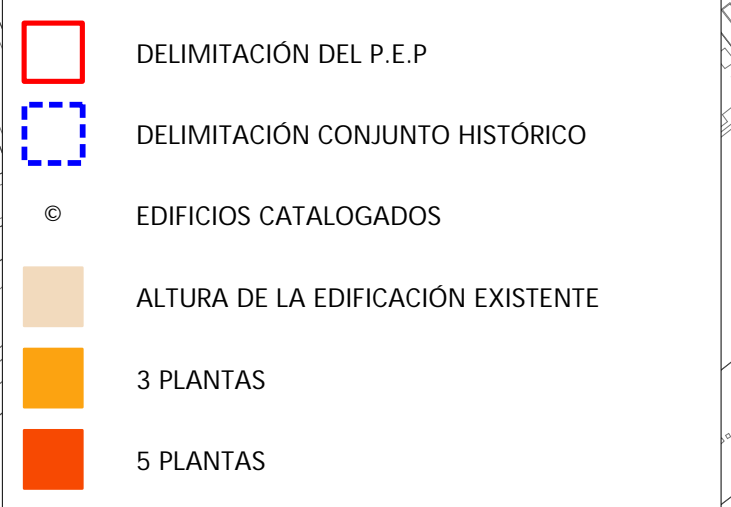 DELIMITACIÓN DEL P.E.P
DELIMITACIÓN CONJUNTO HISTÓRICO
© EDIFICIOS CATALOGADOS
ALTURA DE LA EDIFICACIÓN EXISTENTE
3 PLANTAS
5 PLANTAS